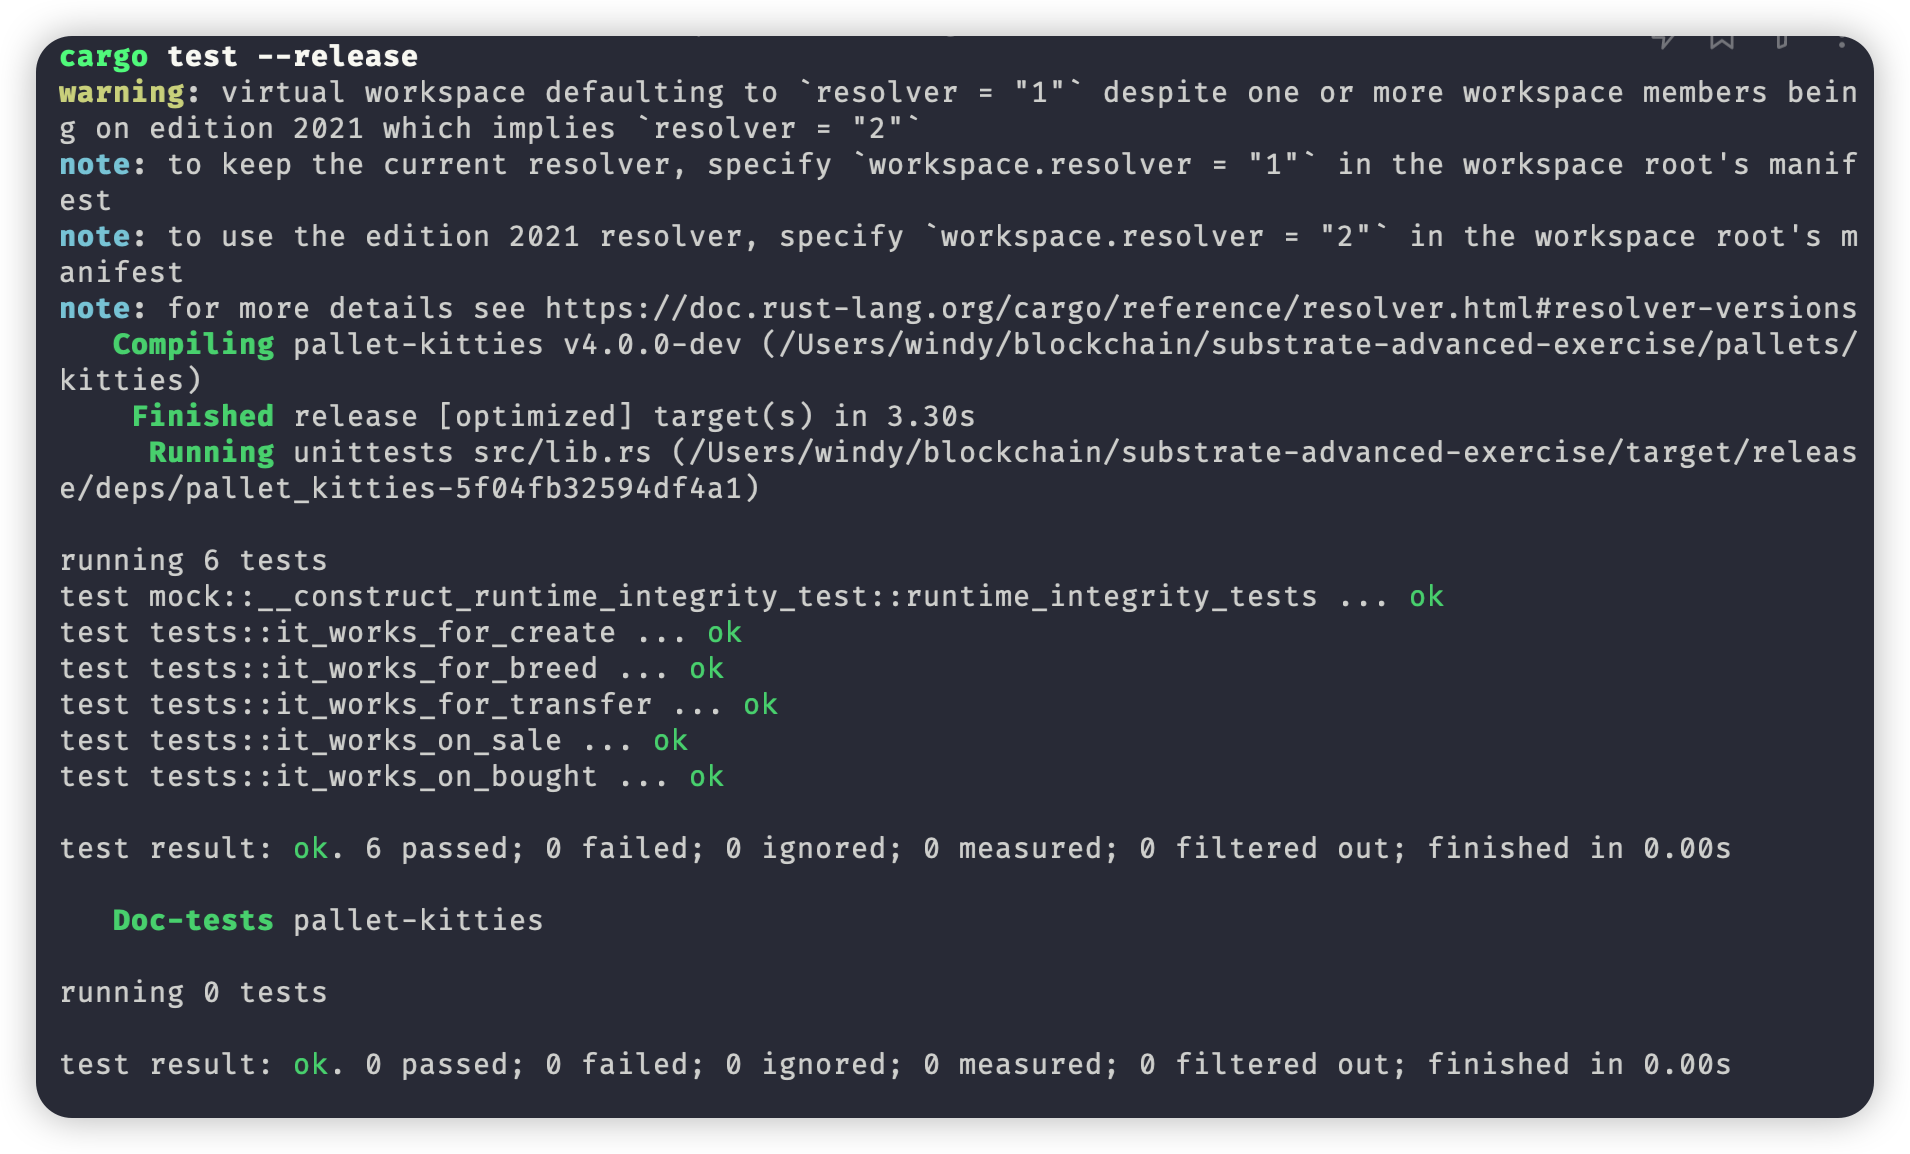 cargo test --release
warning: virtual workspace defaulting to `resolver = "1"` despite one or more workspace members bein
g on edition 2021 which implies `resolver = "2"`
note: to keep the current resolver, specify `workspace.resolver = "1"` in the workspace root's manif
est
note: to use the edition 2021 resolver, specify `workspace.resolver = "2"` in the workspace root's m
anifest
note: for more details see https://doc.rust-lang.org/cargo/reference/resolver.html#resolver-versions
   Compiling pallet-kitties v4.0.0-dev (/Users/windy/blockchain/substrate-advanced-exercise/pallets/
kitties)
    Finished release [optimized] target(s) in 3.30s
     Running unittests src/lib.rs (/Users/windy/blockchain/substrate-advanced-exercise/target/releas
e/deps/pallet_kitties-5f04fb32594df4a1)
running 6 tests
test mock::__construct_runtime_integrity_test::runtime_integrity_tests ... ok
test tests::it_works_for_create ... ok
test tests::it_works_for_breed ... ok
test tests::it_works_for_transfer ... ok
test tests::it_works_on_sale ... ok
test tests::it_works_on_bought ... ok
test result: ok. 6 passed; 0 failed; 0 ignored; 0 measured; 0 filtered out; finished in 0.00s
   Doc-tests pallet-kitties
running 0 tests
test result: ok. 0 passed; 0 failed; 0 ignored; 0 measured; 0 filtered out; finished in 0.00s